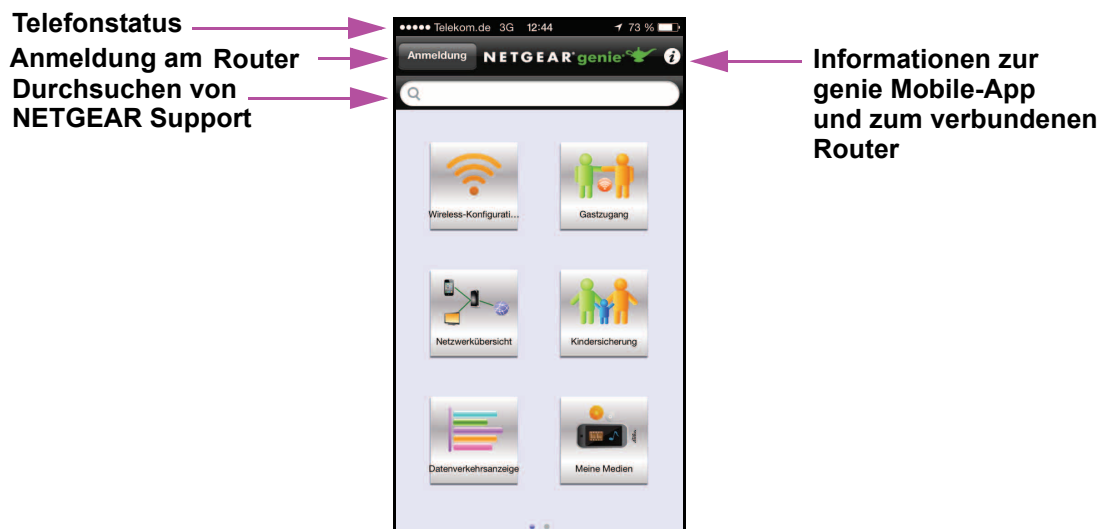 Telefonstatus
Anmeldung am Router
Durchsuchen von
NETGEAR Support
Telekom.de 3G 12:44 73 %
Anmeldung NETGEAR® genie®
Informationen zur
genie Mobile-App
und zum verbundenen
Router
Wireless-Konfigurati...
Gastzugang
Netzwerkübersicht
Kindersicherung
Datenverkehrsanzeige
Meine Medien